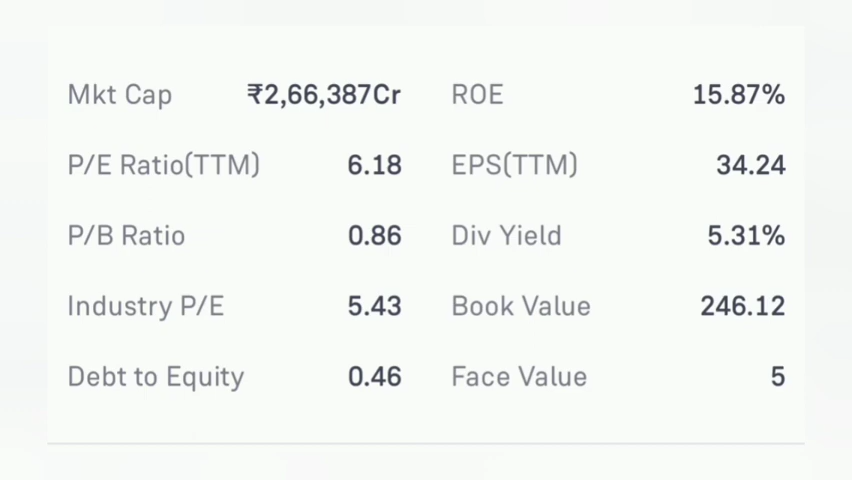 Mkt Cap ₹2,66,387Cr ROE 15.87%
P/E Ratio(TTM) 6.18 EPS(TTM) 34.24
P/B Ratio 0.86 Div Yield 5.31%
Industry P/E 5.43 Book Value 246.12
Debt to Equity 0.46 Face Value 5